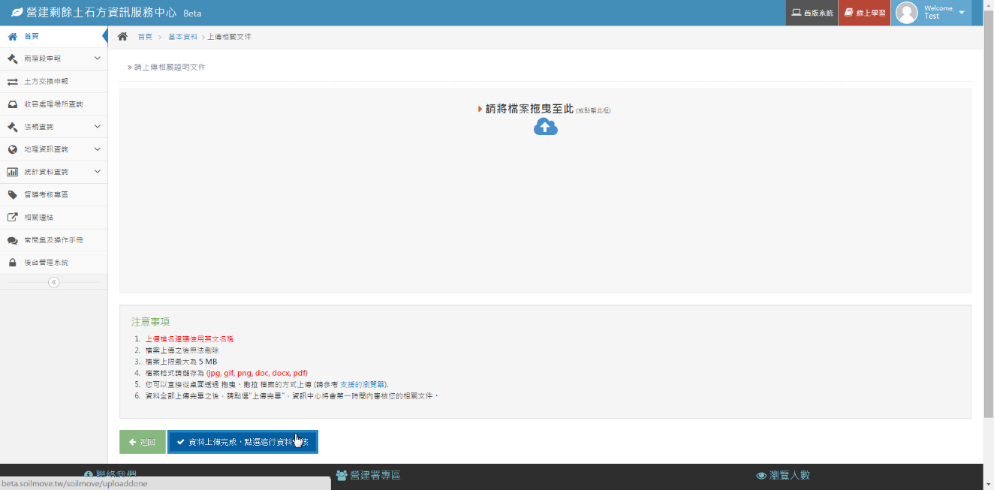 營建剩餘土石方資訊服務中心 Beta
舊版系統
線上學習
Welcome,
Test
首頁
首頁 > 基本資料 > 上傳相關文件
兩階段申報
土方交換申報
收容處理場所查詢
法規查詢
地理資訊查詢
統計資料查詢
督導考核專區
相關連結
常問集及操作手冊
後台管理系統
» 請上傳相關證明文件
請將檔案拖曳至此 (或點擊此框)
注意事項
1. 上傳檔名建議使用英文名稱
2. 檔案上傳之後無法刪除
3. 檔案上限最大為 5 MB
4. 檔案格式請儲存為 (jpg, gif, png, doc, docx, pdf)
5. 您可以直接從桌面透過 拖曳、拖拉 檔案的方式上傳 (請參考 支援的瀏覽器).
6. 資料全部上傳完畢之後，請點選"上傳完畢"，資訊中心將會第一時間內審核您的相關文件。
返回
資料上傳完成，點選進行資料
聯絡我們
營建署專區
瀏覽人數
beta.soilmove.tw/soilmove/uploaddone